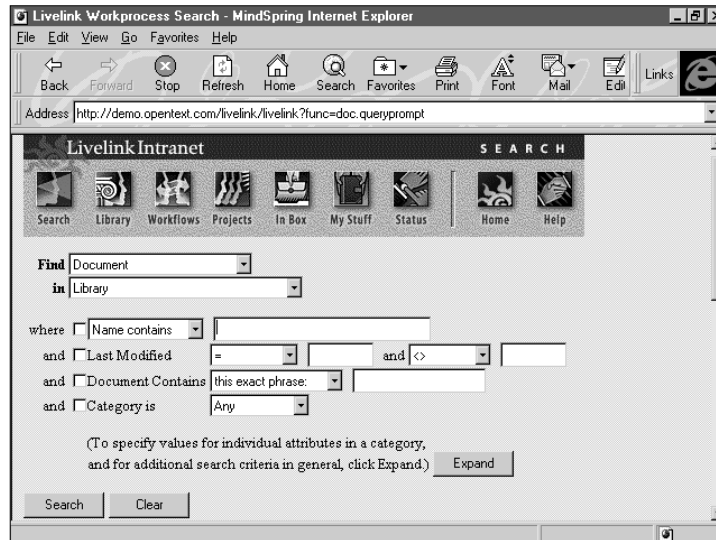 Livelink Workprocess Search - MindSpring Internet Explorer
File Edit View Go Favorites Help
Back Forward Stop Refresh Home Search Favorites Print Font Mail Edit Links
Address http://demo.opentext.com/livelink/livelink?func=doc.queryprompt
Livelink Intranet SEARCH
Search Library Workflows Projects In Box My Stuff Status Home Help
Find Document
in Library
where Name contains
and Last Modified = and <>
and Document Contains this exact phrase:
and Category is Any
(To specify values for individual attributes in a category,
and for additional search criteria in general, click Expand.) Expand
Search Clear